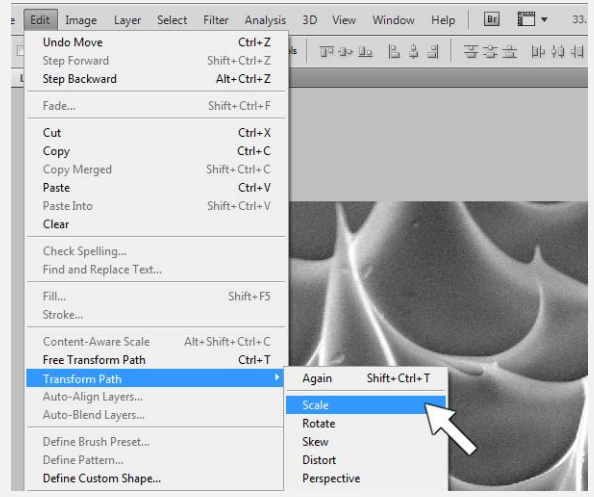 Edit Image Layer Select Filter Analysis 3D View Window Help Br 33.
Undo Move Ctrl+Z
Step Forward Shift+Ctrl+Z
Step Backward Alt+Ctrl+Z
Fade... Shift+Ctrl+F
Cut Ctrl+X
Copy Ctrl+C
Copy Merged Shift+Ctrl+C
Paste Ctrl+V
Paste Into Shift+Ctrl+V
Clear
Check Spelling...
Find and Replace Text...
Fill... Shift+F5
Stroke...
Content-Aware Scale Alt+Shift+Ctrl+C
Free Transform Path Ctrl+T
Transform Path
Again Shift+Ctrl+T
Auto-Align Layers...
Scale
Auto-Blend Layers...
Rotate
Define Brush Preset...
Skew
Define Pattern...
Distort
Define Custom Shape...
Perspective